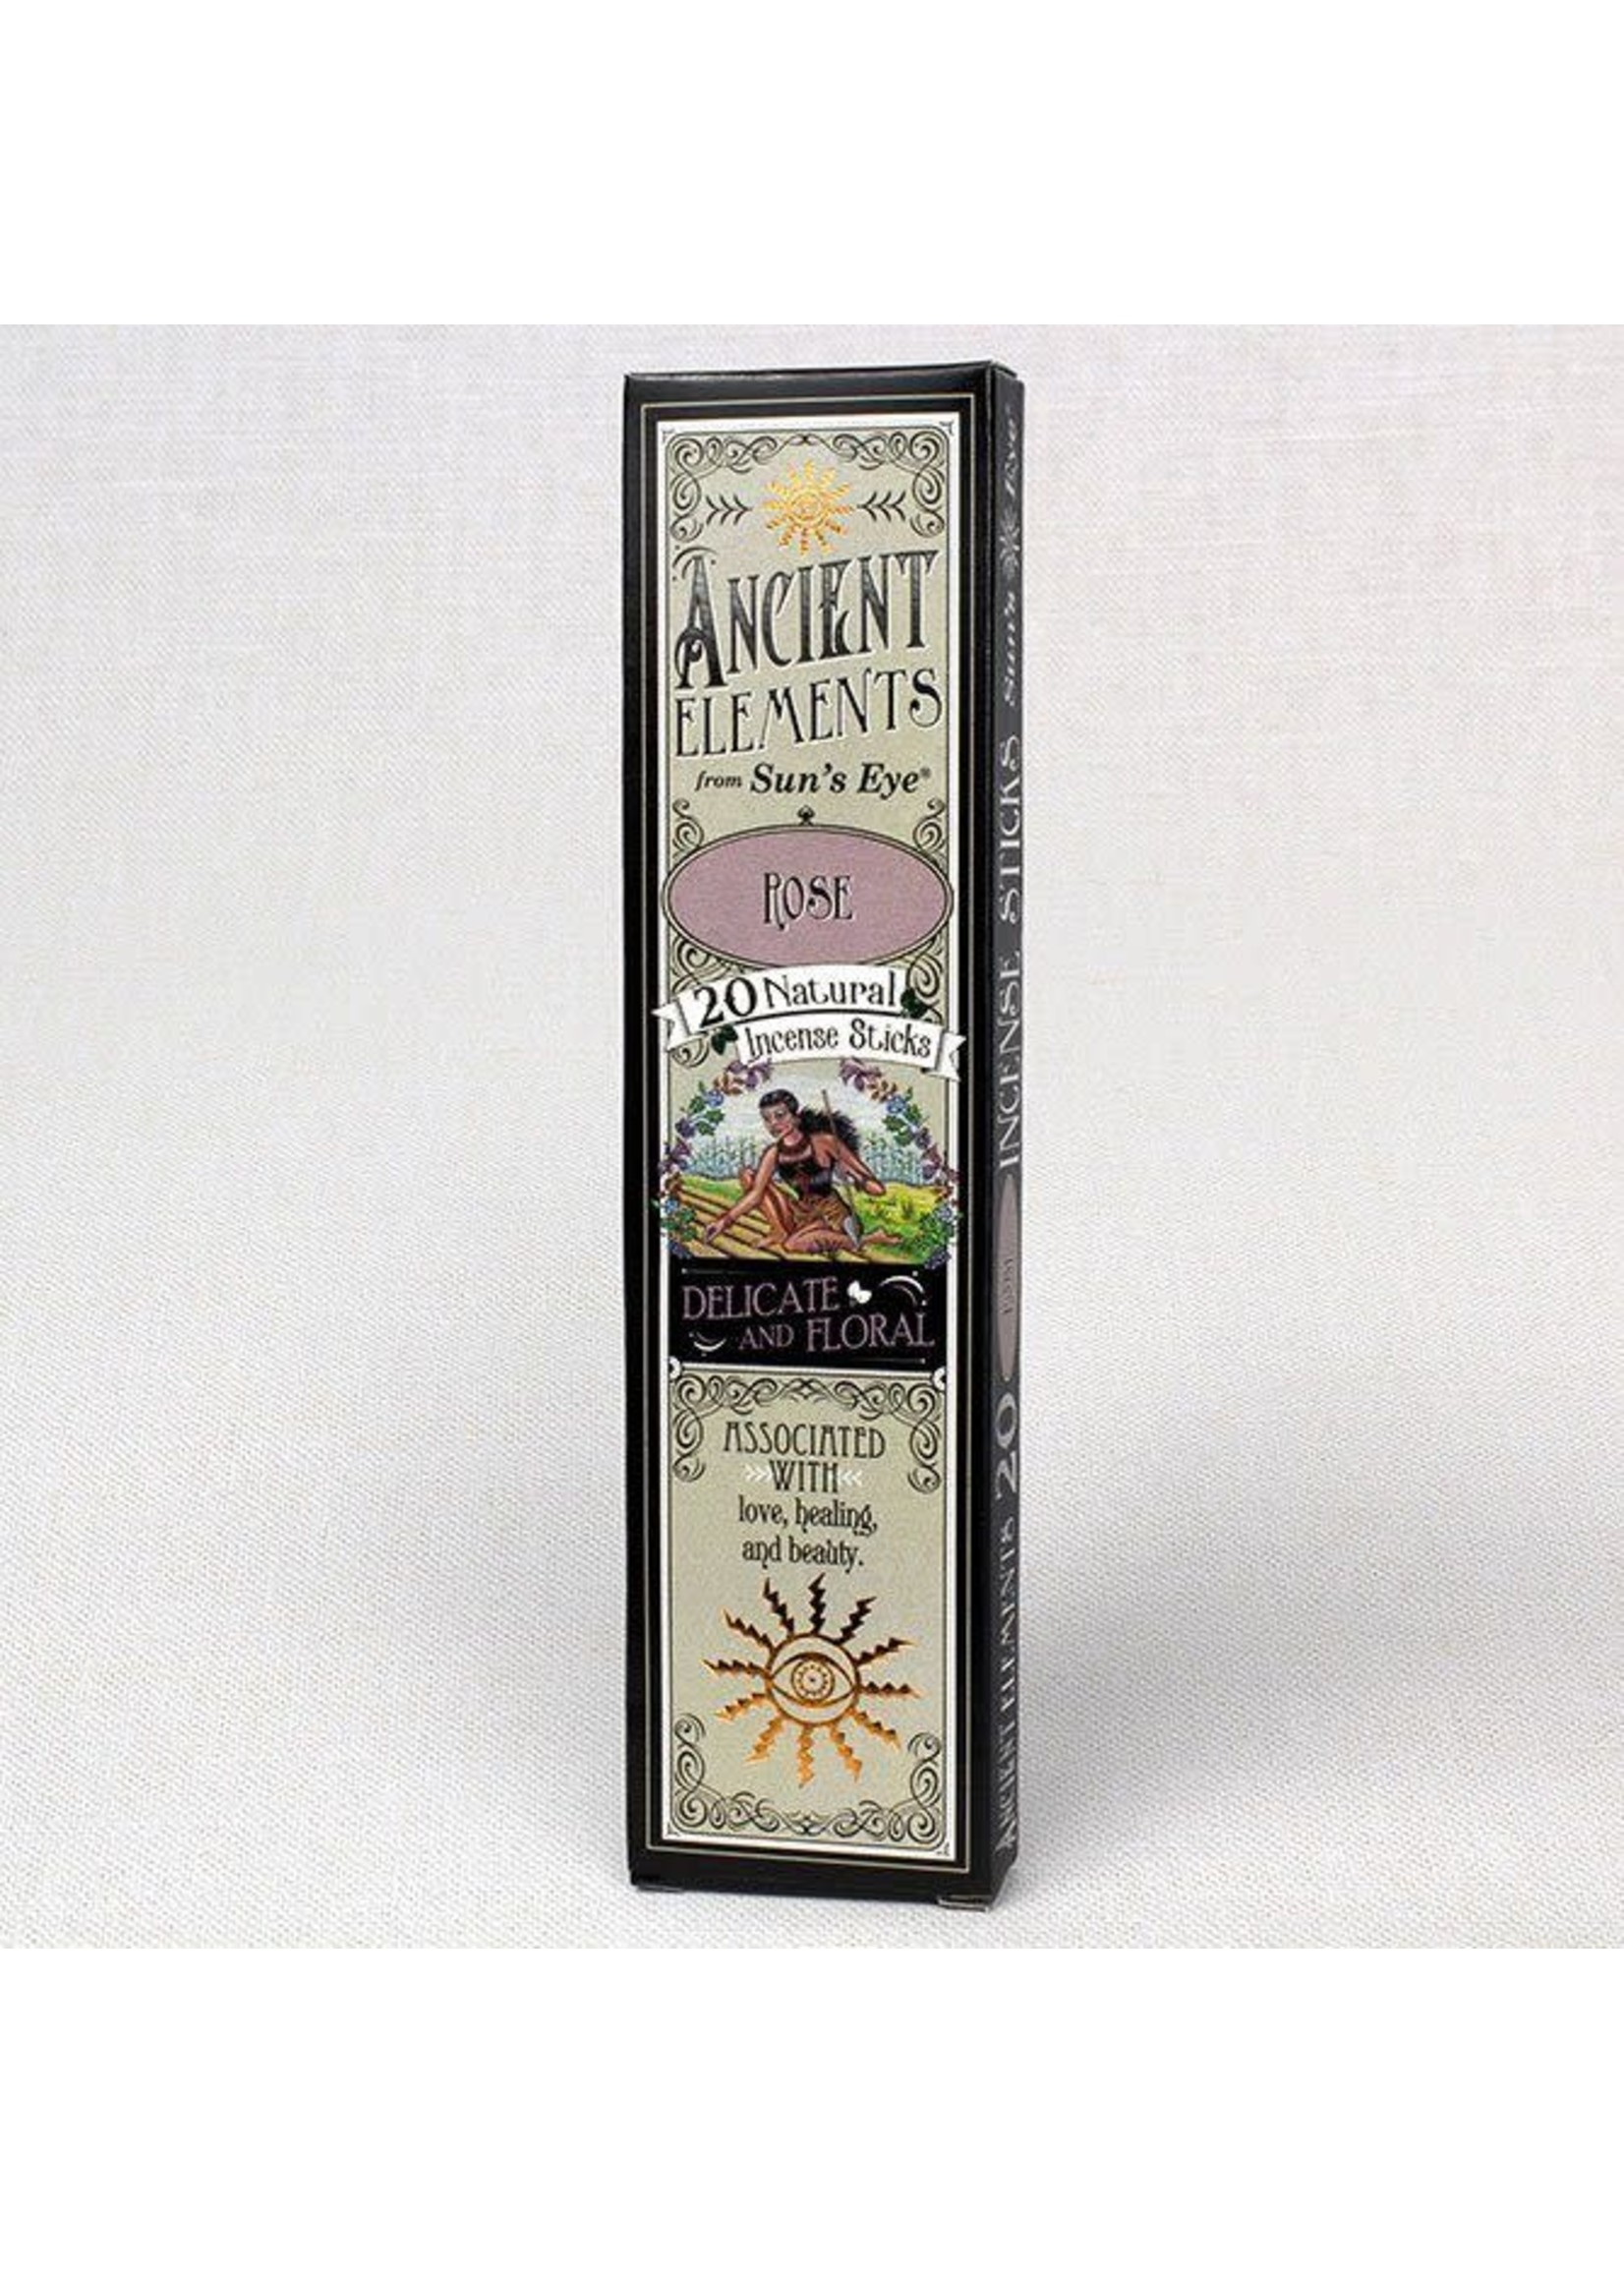 ANCIENT
ELEMENTS
from Sun's Eye®
ROSE
20 Natural
Incense Sticks
DELICATE
AND FLORAL
ASSOCIATED
WITH
love, healing,
and beauty.
ANCIENT ELEMENTS 20 ROSE INCENSE STICKS Sun's Eye